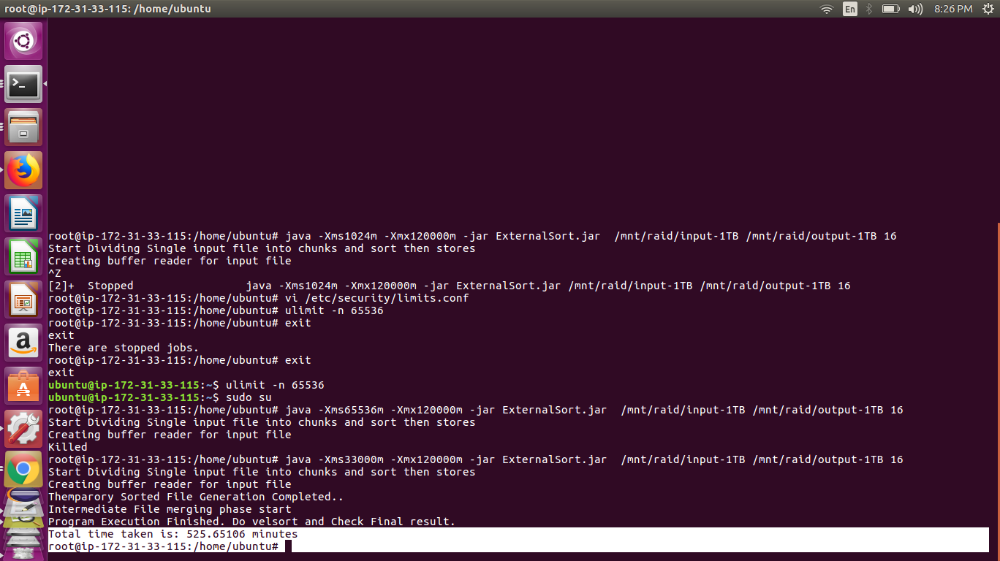 root@ip-172-31-33-115: /home/ubuntu
En
8:26 PM
root@ip-172-31-33-115:/home/ubuntu# java -Xms1024m -Xmx120000m -jar ExternalSort.jar  /mnt/raid/input-1TB /mnt/raid/output-1TB 16
Start Dividing Single input file into chunks and sort then stores
Creating buffer reader for input file
^Z
[2]+  Stopped                 java -Xms1024m -Xmx120000m -jar ExternalSort.jar /mnt/raid/input-1TB /mnt/raid/output-1TB 16
root@ip-172-31-33-115:/home/ubuntu# vi /etc/security/limits.conf
root@ip-172-31-33-115:/home/ubuntu# ulimit -n 65536
root@ip-172-31-33-115:/home/ubuntu# exit
exit
There are stopped jobs.
root@ip-172-31-33-115:/home/ubuntu# exit
exit
ubuntu@ip-172-31-33-115:~$ ulimit -n 65536
ubuntu@ip-172-31-33-115:~$ sudo su
root@ip-172-31-33-115:/home/ubuntu# java -Xms65536m -Xmx120000m -jar ExternalSort.jar  /mnt/raid/input-1TB /mnt/raid/output-1TB 16
Start Dividing Single input file into chunks and sort then stores
Creating buffer reader for input file
Killed
root@ip-172-31-33-115:/home/ubuntu# java -Xms33000m -Xmx120000m -jar ExternalSort.jar  /mnt/raid/input-1TB /mnt/raid/output-1TB 16
Start Dividing Single input file into chunks and sort then stores
Creating buffer reader for input file
Themparory Sorted File Generation Completed..
Intermediate File merging phase start
Program Execution Finished. Do velsort and Check Final result.
Total time taken is: 525.65106 minutes
root@ip-172-31-33-115:/home/ubuntu#